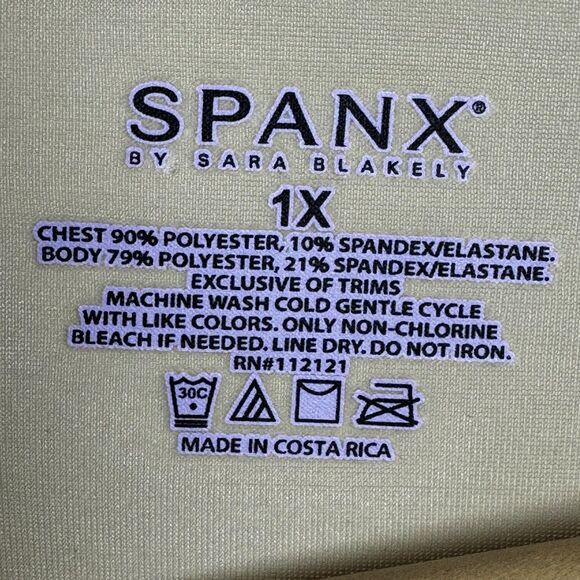 SPANX®
BY SARA BLAKELY
1X
CHEST 90% POLYESTER, 10% SPANDEX/ELASTANE.
BODY 79% POLYESTER, 21% SPANDEX/ELASTANE.
EXCLUSIVE OF TRIMS
MACHINE WASH COLD GENTLE CYCLE
WITH LIKE COLORS. ONLY NON-CHLORINE
BLEACH IF NEEDED. LINE DRY. DO NOT IRON.
RN#112121
30C
MADE IN COSTA RICA